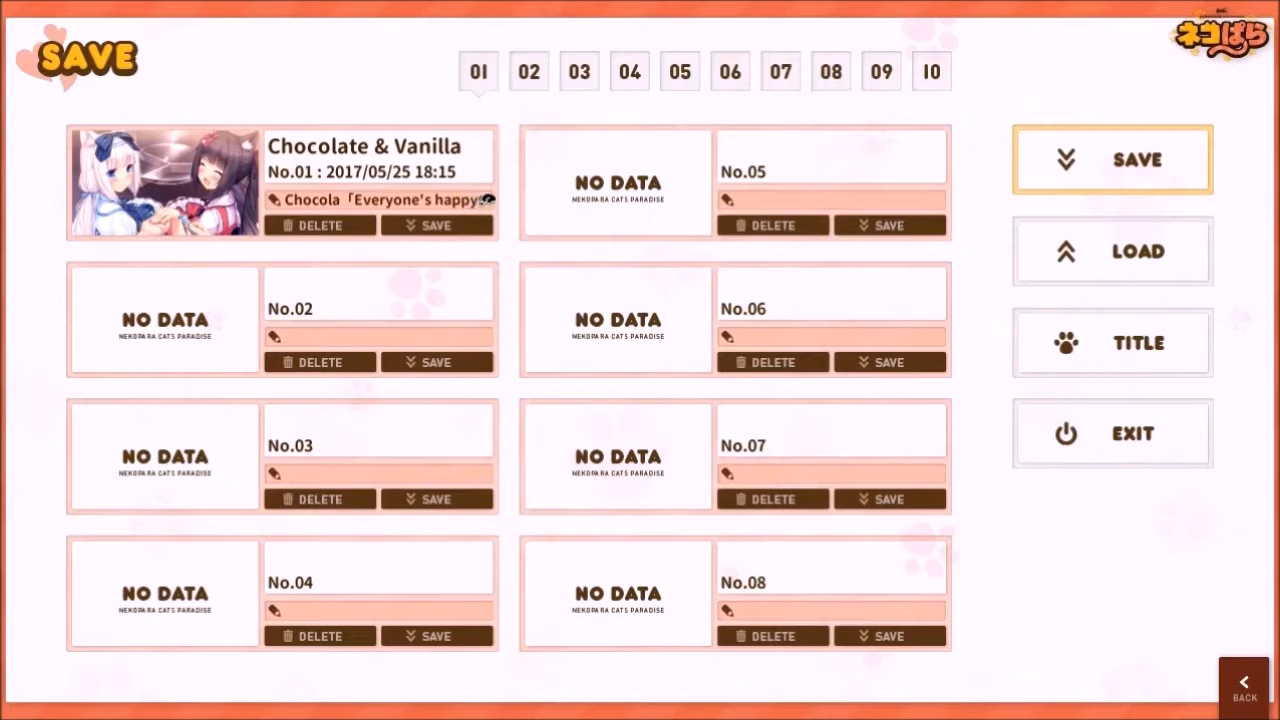 SAVE
ネコぱら
01 02 03 04 05 06 07 08 09 10
Chocolate & Vanilla
No.01 : 2017/05/25 18:15
Chocola「Everyone's happy
DELETE SAVE
NO DATA
NEKOPARA CATS PARADISE
No.05
DELETE SAVE
NO DATA
NEKOPARA CATS PARADISE
No.02
DELETE SAVE
NO DATA
NEKOPARA CATS PARADISE
No.06
DELETE SAVE
NO DATA
NEKOPARA CATS PARADISE
No.03
DELETE SAVE
NO DATA
NEKOPARA CATS PARADISE
No.07
DELETE SAVE
NO DATA
NEKOPARA CATS PARADISE
No.04
DELETE SAVE
NO DATA
NEKOPARA CATS PARADISE
No.08
DELETE SAVE
SAVE
LOAD
TITLE
EXIT
BACK